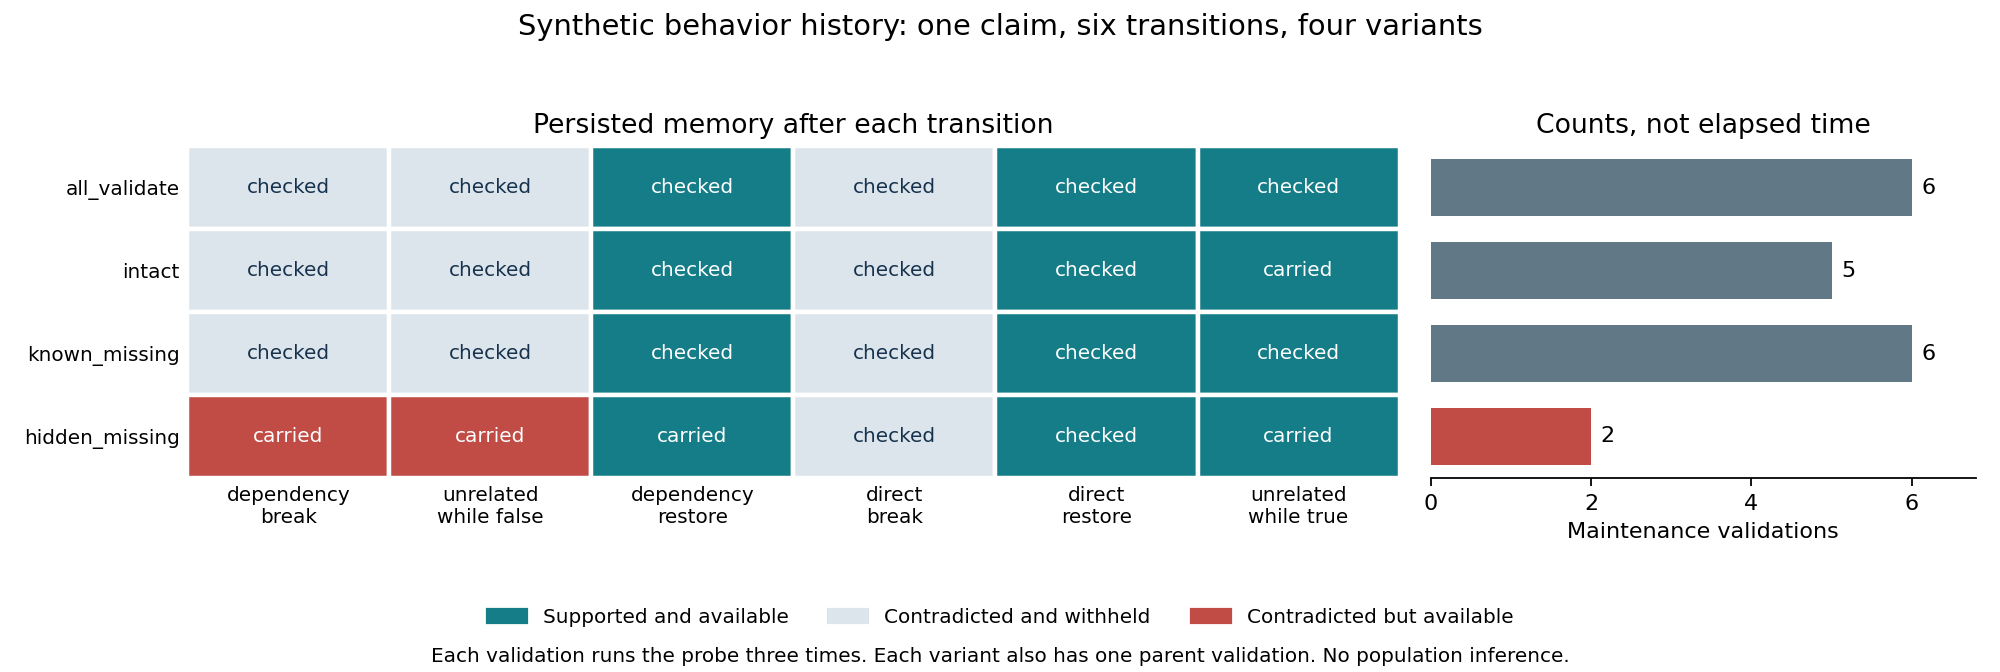 Synthetic behavior history: one claim, six transitions, four variants
Persisted memory after each transition
Counts, not elapsed time
all_validate checked checked checked checked checked checked 6
intact checked checked checked checked checked carried 5
known_missing checked checked checked checked checked checked 6
hidden_missing carried carried carried checked checked carried 2
dependency unrelated dependency direct direct unrelated
break while false restore break restore while true
0 2 4 6
Maintenance validations
Supported and available Contradicted and withheld Contradicted but available
Each validation runs the probe three times. Each variant also has one parent validation. No population inference.